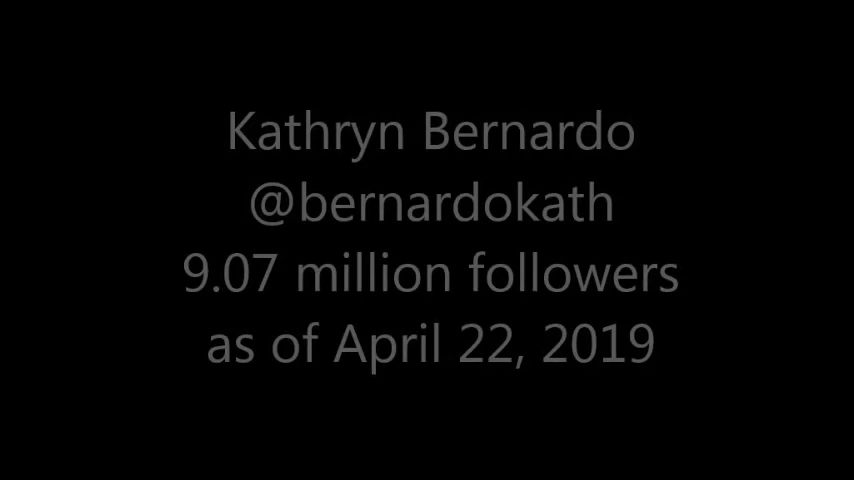 Kathryn Bernardo
@bernardokath
9.07 million followers
as of April 22, 2019